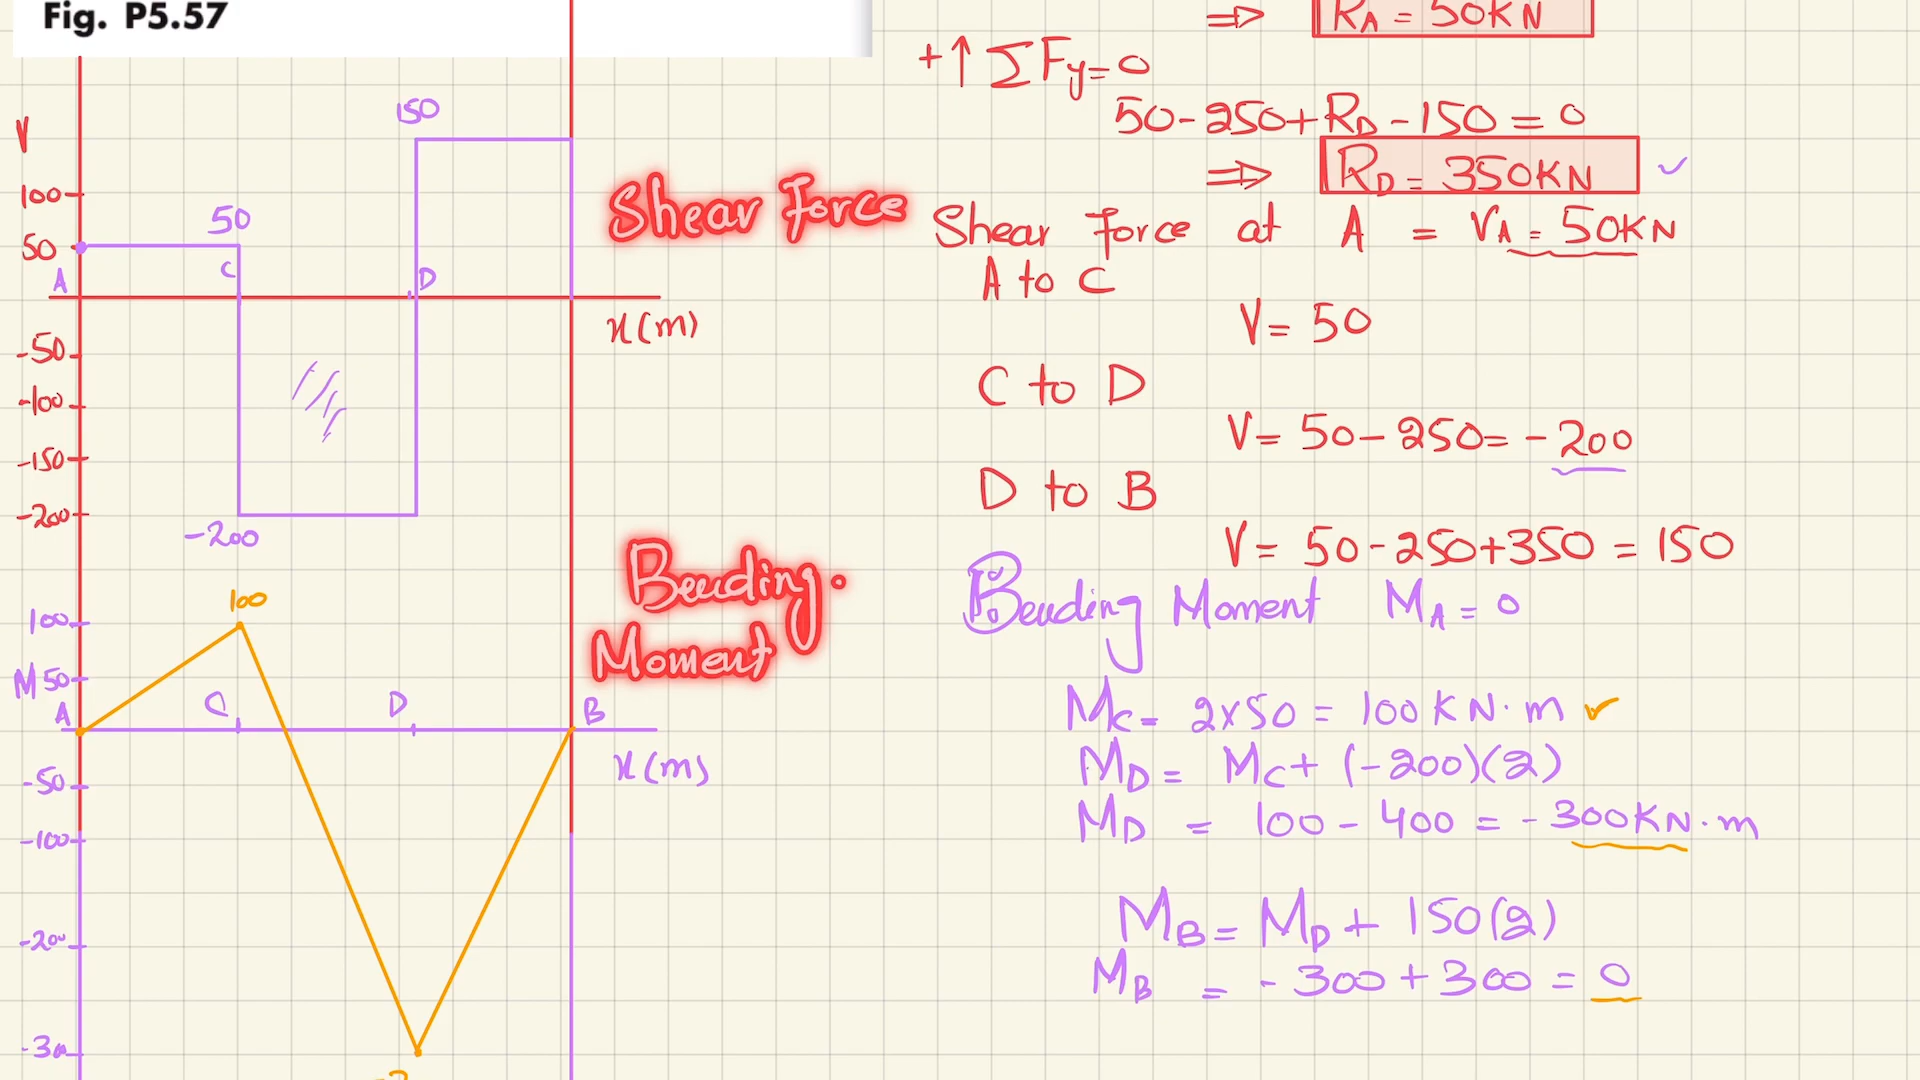 Fig. P5.57
V
150
100
50
50
A
C
D
x(m)
-50
-100
-150
-200
-200
Shear Force
100
100
M 50
A
C
D
B
x(m)
-50
-100
-200
Bending
Moment
⇒ RA = 50KN
+↑ ΣFy = 0
50-250+RD-150 = 0
⇒ RD = 350KN ✓
Shear Force at A = VA = 50KN
A to C
V = 50
C to D
V = 50-250 = -200
D to B
V = 50-250+350 = 150
Bending Moment MA = 0
MC = 2x50 = 100KN.m ✓
MD = MC + (-200)(2)
MD = 100 - 400 = -300KN.m
MB = MD + 150(2)
MB = -300 + 300 = 0